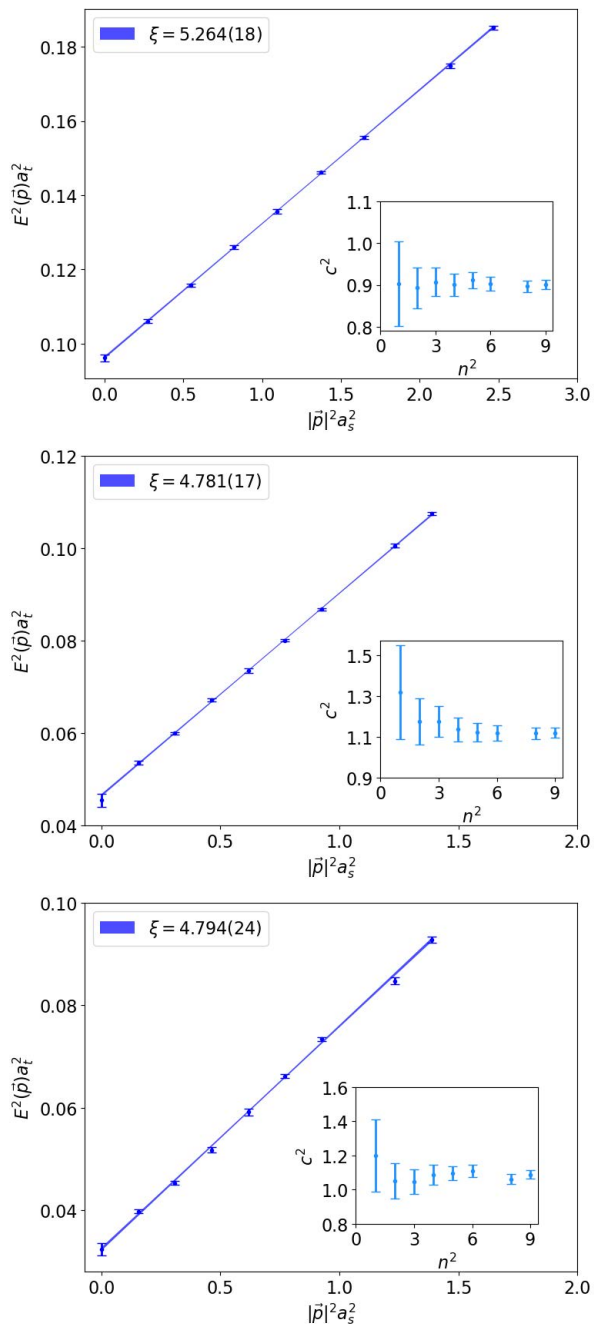 ξ = 5.264(18)
E²(p⃗)aₜ²
0.18
0.16
0.14
0.12
0.10
0.0 0.5 1.0 1.5 2.0 2.5 3.0
|p⃗|²aₛ²
c²
1.1
1.0
0.9
0.8
0 3 6 9
n²
ξ = 4.781(17)
E²(p⃗)aₜ²
0.12
0.10
0.08
0.06
0.04
0.0 0.5 1.0 1.5 2.0
|p⃗|²aₛ²
c²
1.5
1.3
1.1
0.9
0 3 6 9
n²
ξ = 4.794(24)
E²(p⃗)aₜ²
0.10
0.08
0.06
0.04
0.0 0.5 1.0 1.5 2.0
|p⃗|²aₛ²
c²
1.6
1.4
1.2
1.0
0.8
0 3 6 9
n²